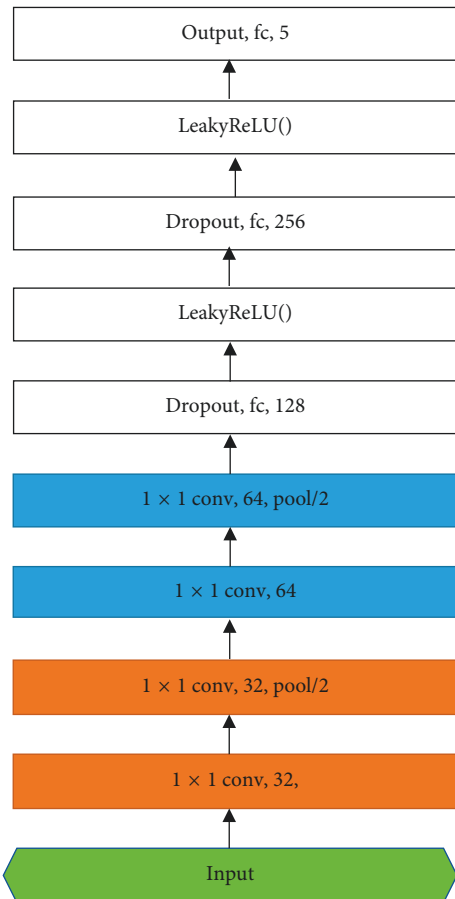 Output, fc, 5
LeakyReLU()
Dropout, fc, 256
LeakyReLU()
Dropout, fc, 128
1 × 1 conv, 64, pool/2
1 × 1 conv, 64
1 × 1 conv, 32, pool/2
1 × 1 conv, 32,
Input